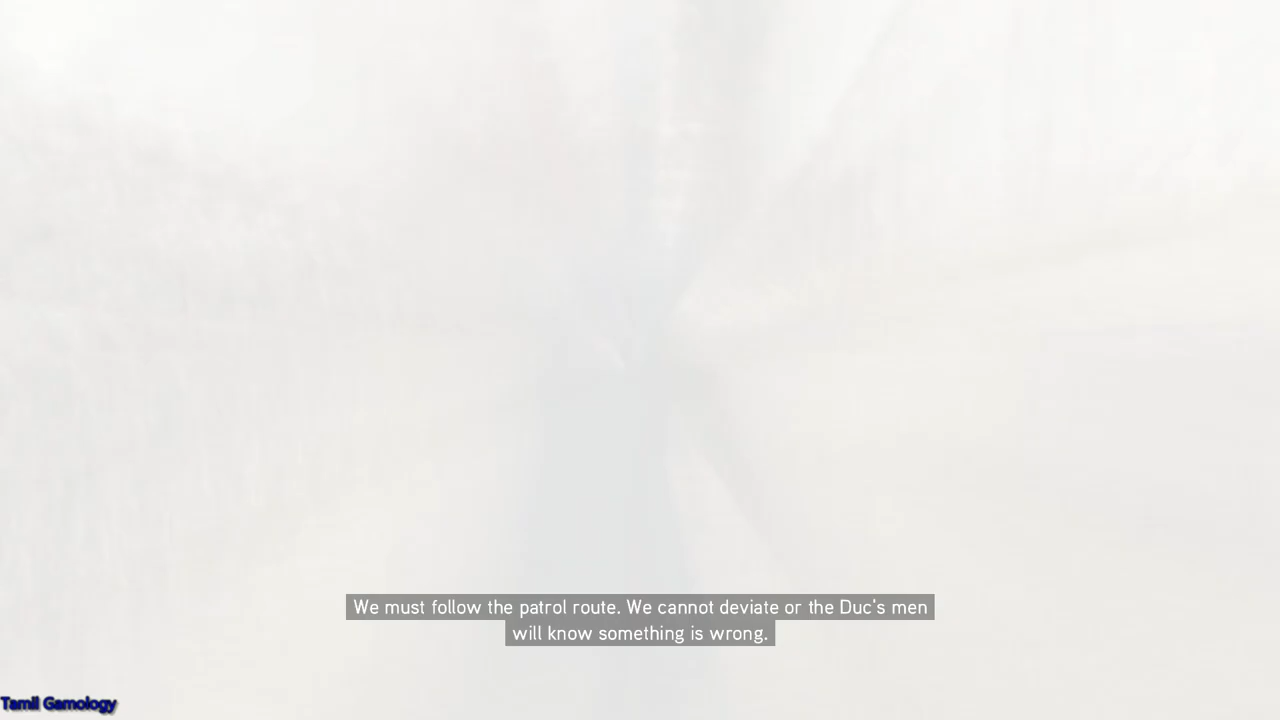 We must follow the patrol route. We cannot deviate or the Duc's men
will know something is wrong.
Tamil Gamology